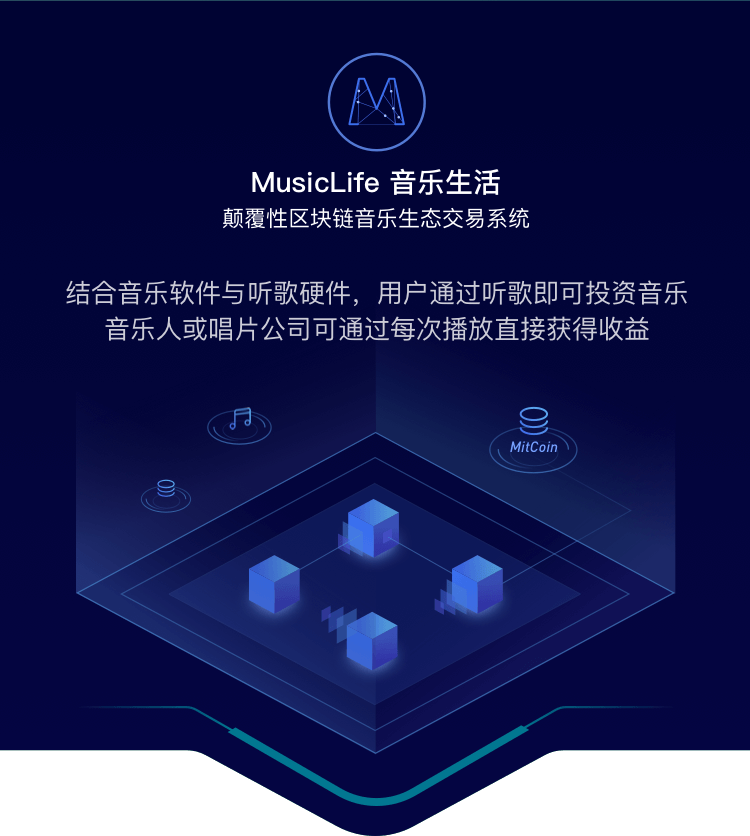 MusicLife 音乐生活
颠覆性区块链音乐生态交易系统
结合音乐软件与听歌硬件，用户通过听歌即可投资音乐
音乐人或唱片公司可通过每次播放直接获得收益
MitCoin